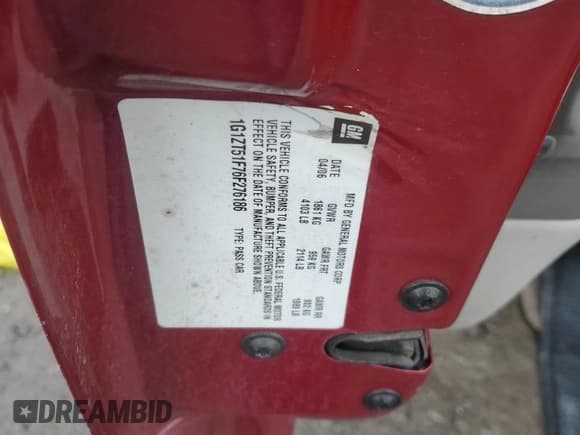 GM
MFD BY GENERAL MOTORS CORP
DATE GVWR GAWR FRT GAWR RR
04/06 1861 KG 959 KG 902 KG
4103 LB 2114 LB 1989 LB
THIS VEHICLE CONFORMS TO ALL APPLICABLE U.S. FEDERAL MOTOR
VEHICLE SAFETY, BUMPER, AND THEFT PREVENTION STANDARDS IN
EFFECT ON THE DATE OF MANUFACTURE SHOWN ABOVE.
1G1ZT51F76F276186 TYPE: PASS CAR
DREAMBID